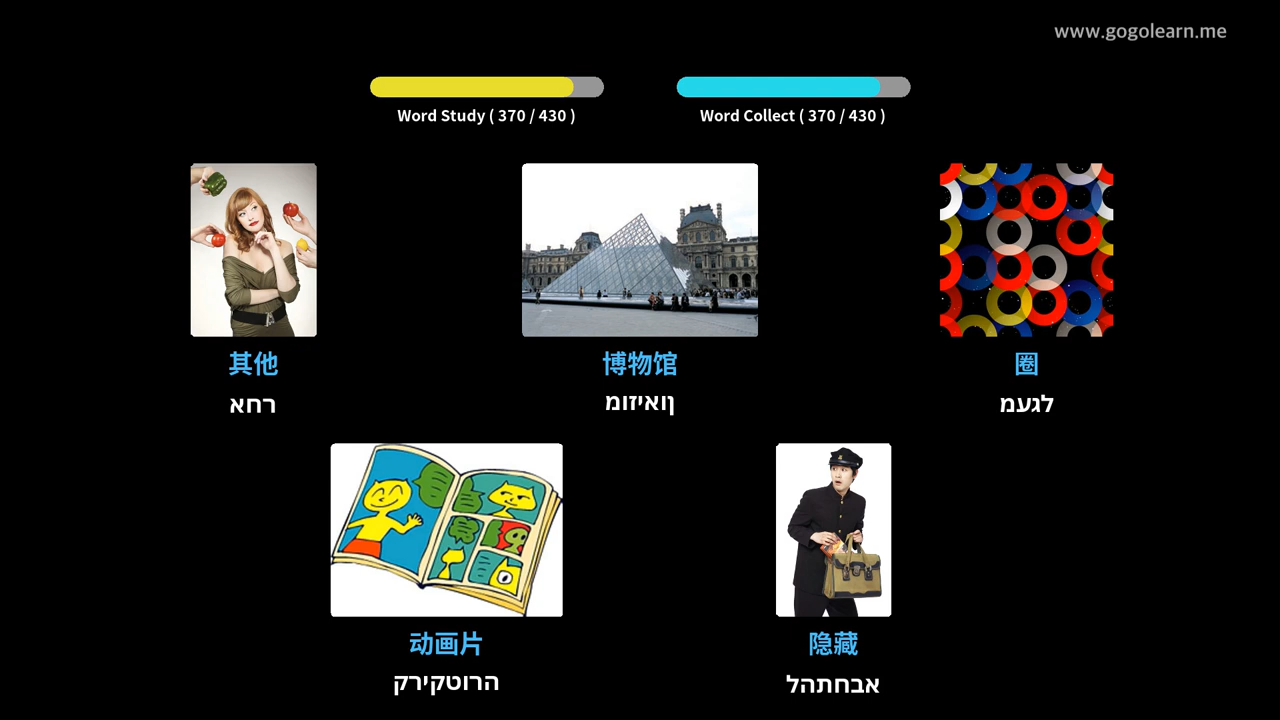 www.gogolearn.me
Word Study ( 370 / 430 )
Word Collect ( 370 / 430 )
其他
רחא
博物馆
ןואיזומ
圈
לגעמ
动画片
הרוטקירק
隐藏
אבחתהל